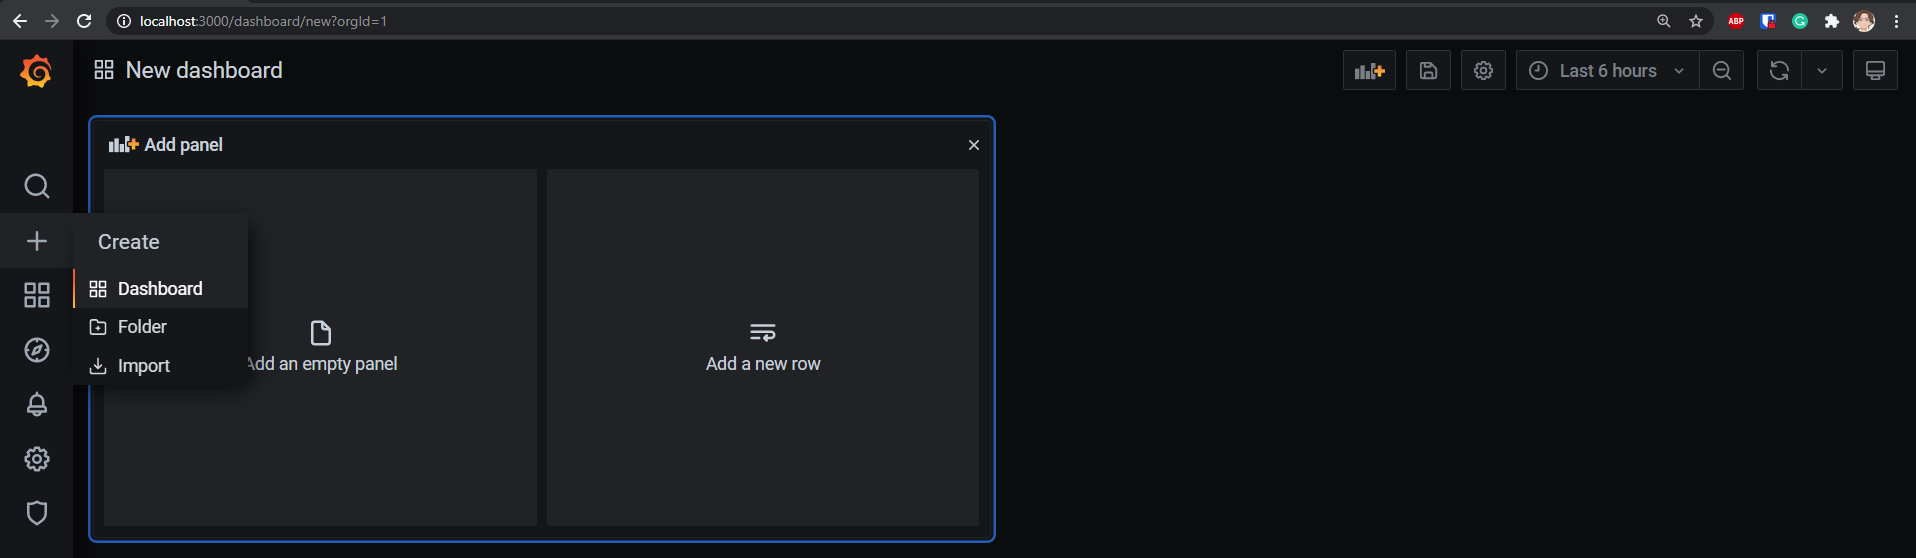 localhost:3000/dashboard/new?orgId=1
ABP
New dashboard
Last 6 hours
Add panel
Create
Dashboard
Folder
Import
Add an empty panel
Add a new row